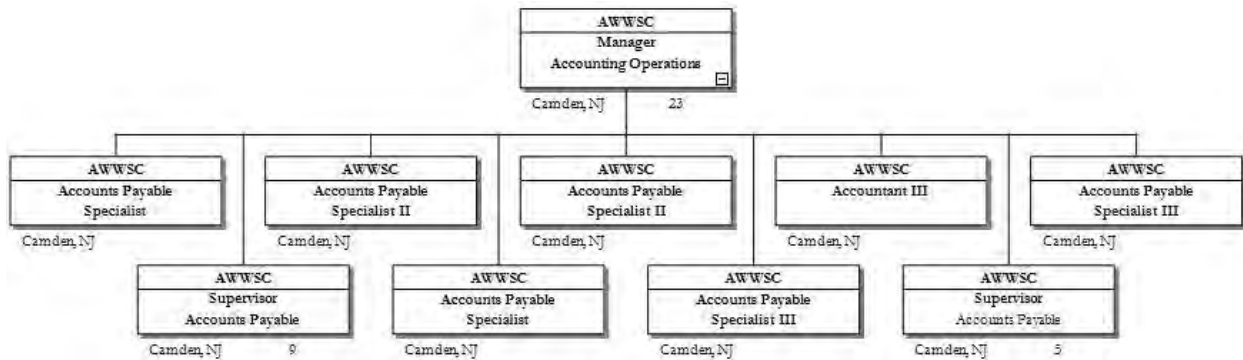 AWWSC
Manager
Accounting Operations
Camden, NJ 23
AWWSC
Accounts Payable
Specialist
Camden, NJ
AWWSC
Accounts Payable
Specialist II
Camden, NJ
AWWSC
Accounts Payable
Specialist II
Camden, NJ
AWWSC
Accountant III
Camden, NJ
AWWSC
Accounts Payable
Specialist III
Camden, NJ
AWWSC
Supervisor
Accounts Payable
Camden, NJ 9
AWWSC
Accounts Payable
Specialist
Camden, NJ
AWWSC
Accounts Payable
Specialist III
Camden, NJ
AWWSC
Supervisor
Accounts Payable
Camden, NJ 5